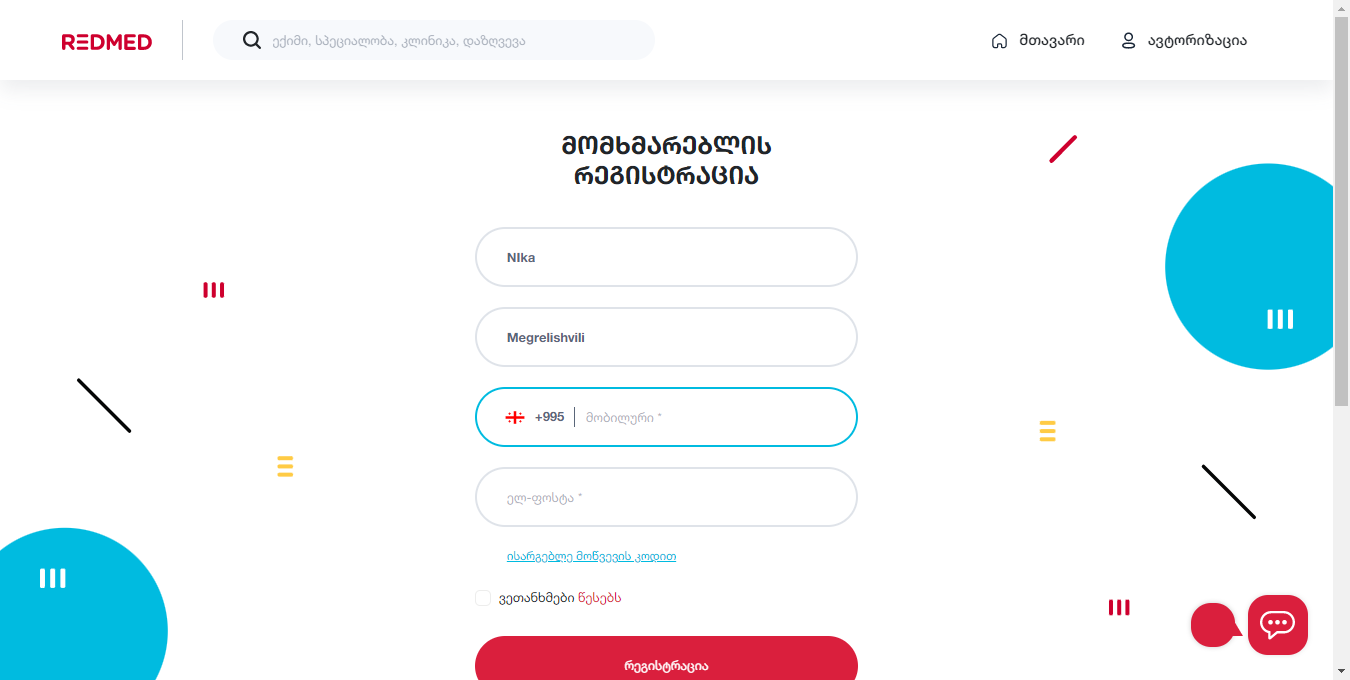 REDMED
ექიმი, სპეციალობა, კლინიკა, დაზღვევა
მთავარი
ავტორიზაცია
მომხმარებლის
რეგისტრაცია
NIka
Megrelishvili
+995
მობილური *
ელ-ფოსტა *
ისარგებლე მოწვევის კოდით
ვეთანხმები წესებს
რეგისტრაცია